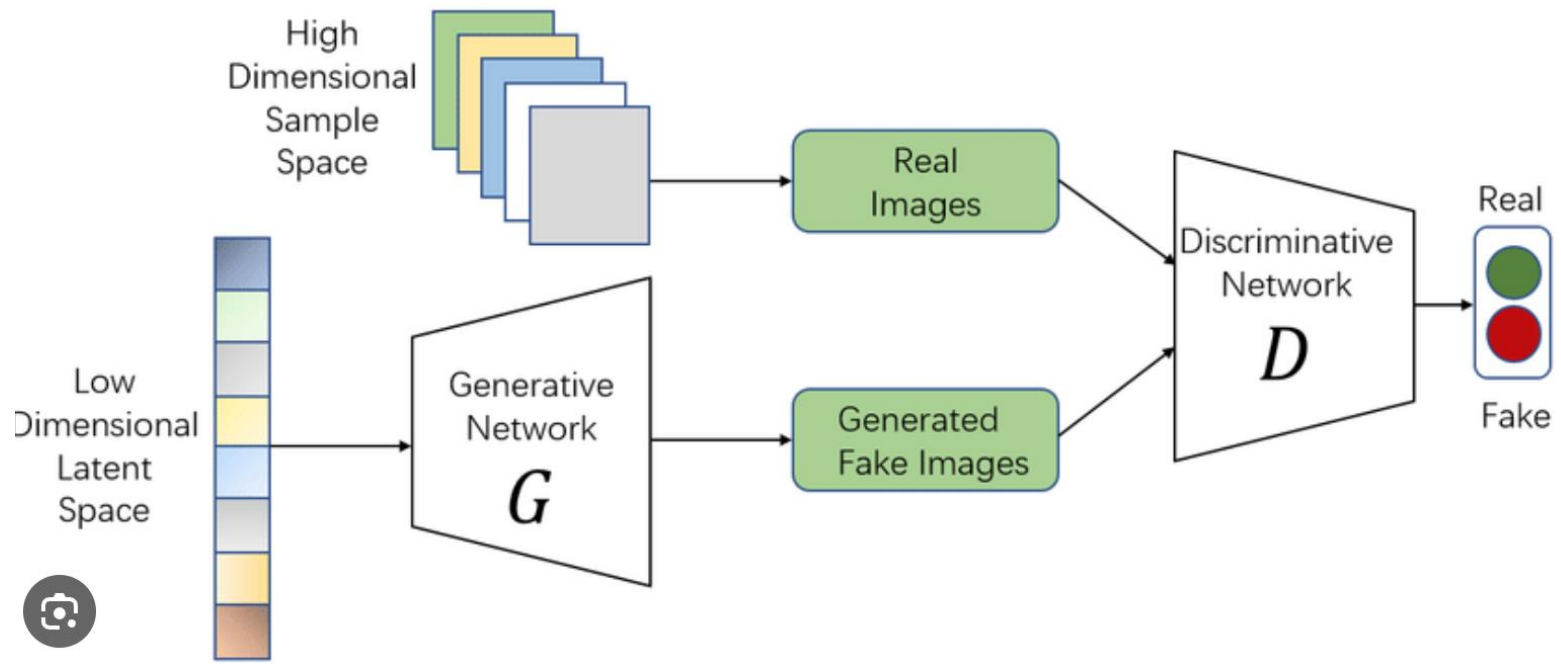 High
Dimensional
Sample
Space
Real
Images
Discriminative
Network
D
Real
Fake
Low
Dimensional
Latent
Space
Generative
Network
G
Generated
Fake Images